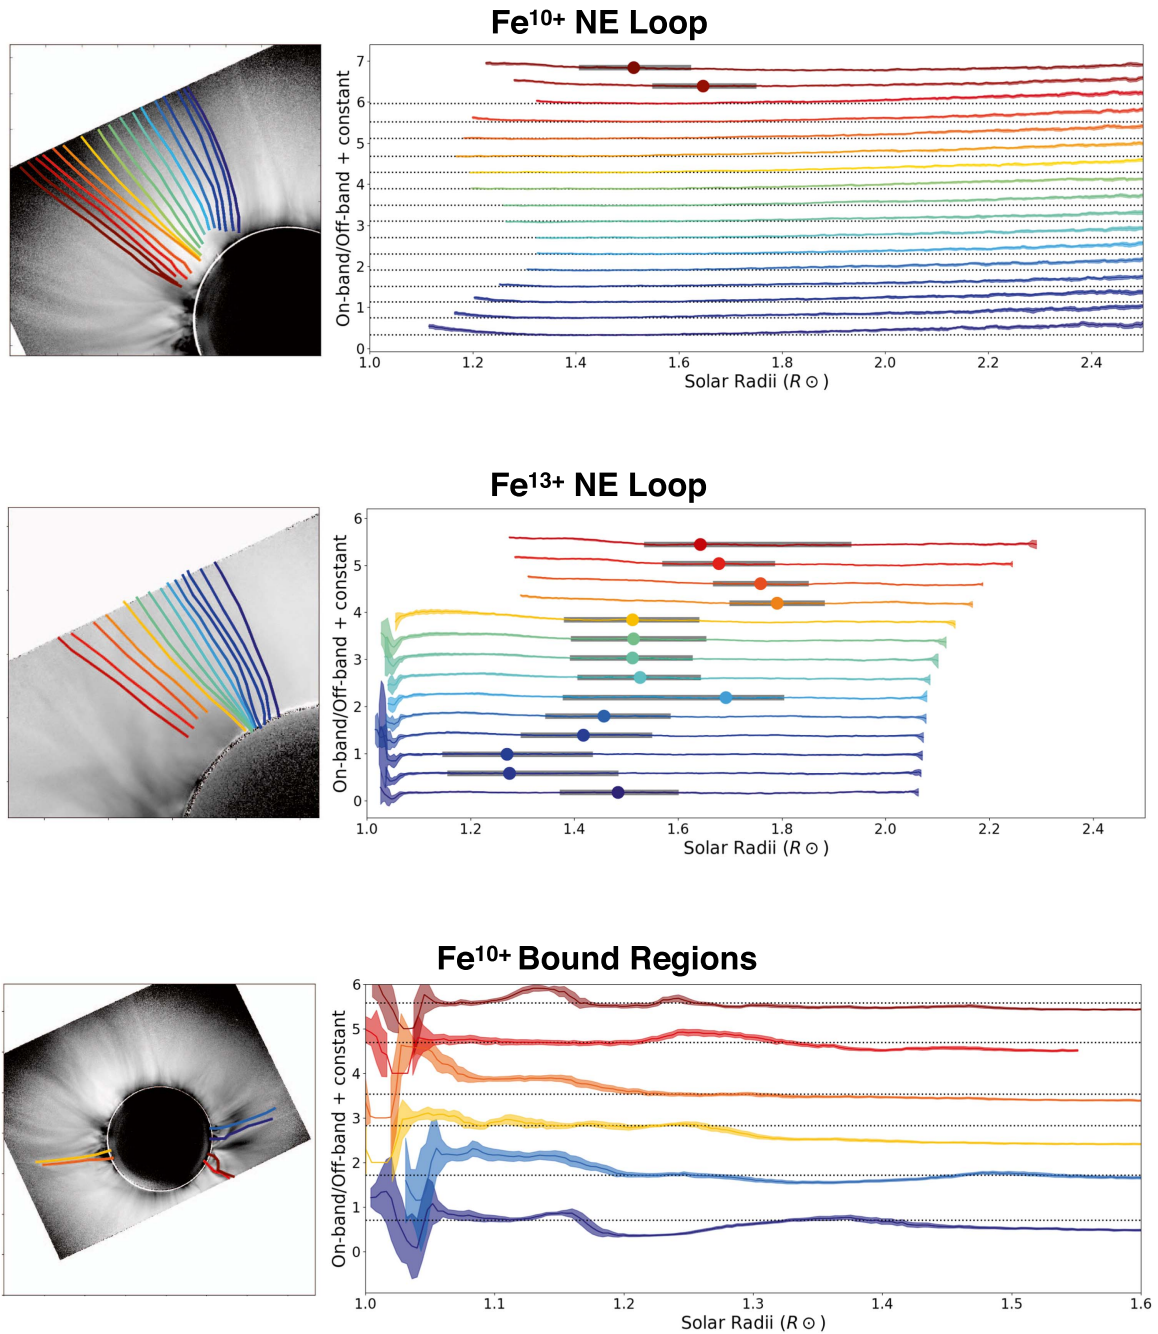 Fe10+ NE Loop
On-band/Off-band + constant
7
6
5
4
3
2
1
0
1.0 1.2 1.4 1.6 1.8 2.0 2.2 2.4
Solar Radii (R⊙)
Fe13+ NE Loop
On-band/Off-band + constant
6
5
4
3
2
1
0
1.0 1.2 1.4 1.6 1.8 2.0 2.2 2.4
Solar Radii (R⊙)
Fe10+ Bound Regions
On-band/Off-band + constant
6
5
4
3
2
1
0
1.0 1.1 1.2 1.3 1.4 1.5 1.6
Solar Radii (R⊙)